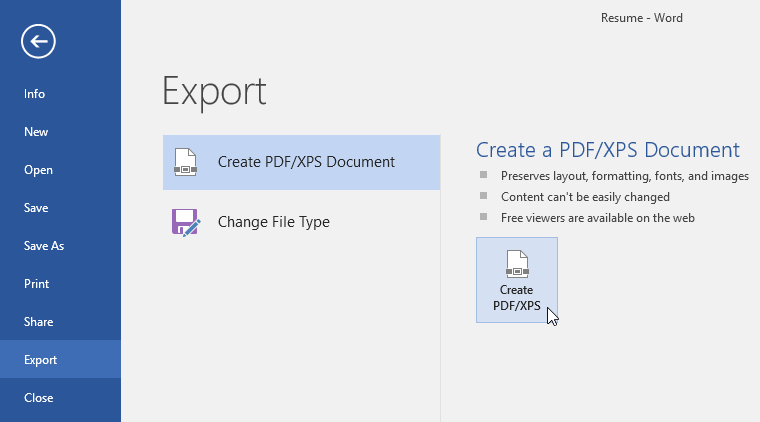 Resume - Word
Info
New
Open
Save
Save As
Print
Share
Export
Close
Export
Create PDF/XPS Document
Change File Type
Create a PDF/XPS Document
Preserves layout, formatting, fonts, and images
Content can't be easily changed
Free viewers are available on the web
Create
PDF/XPS